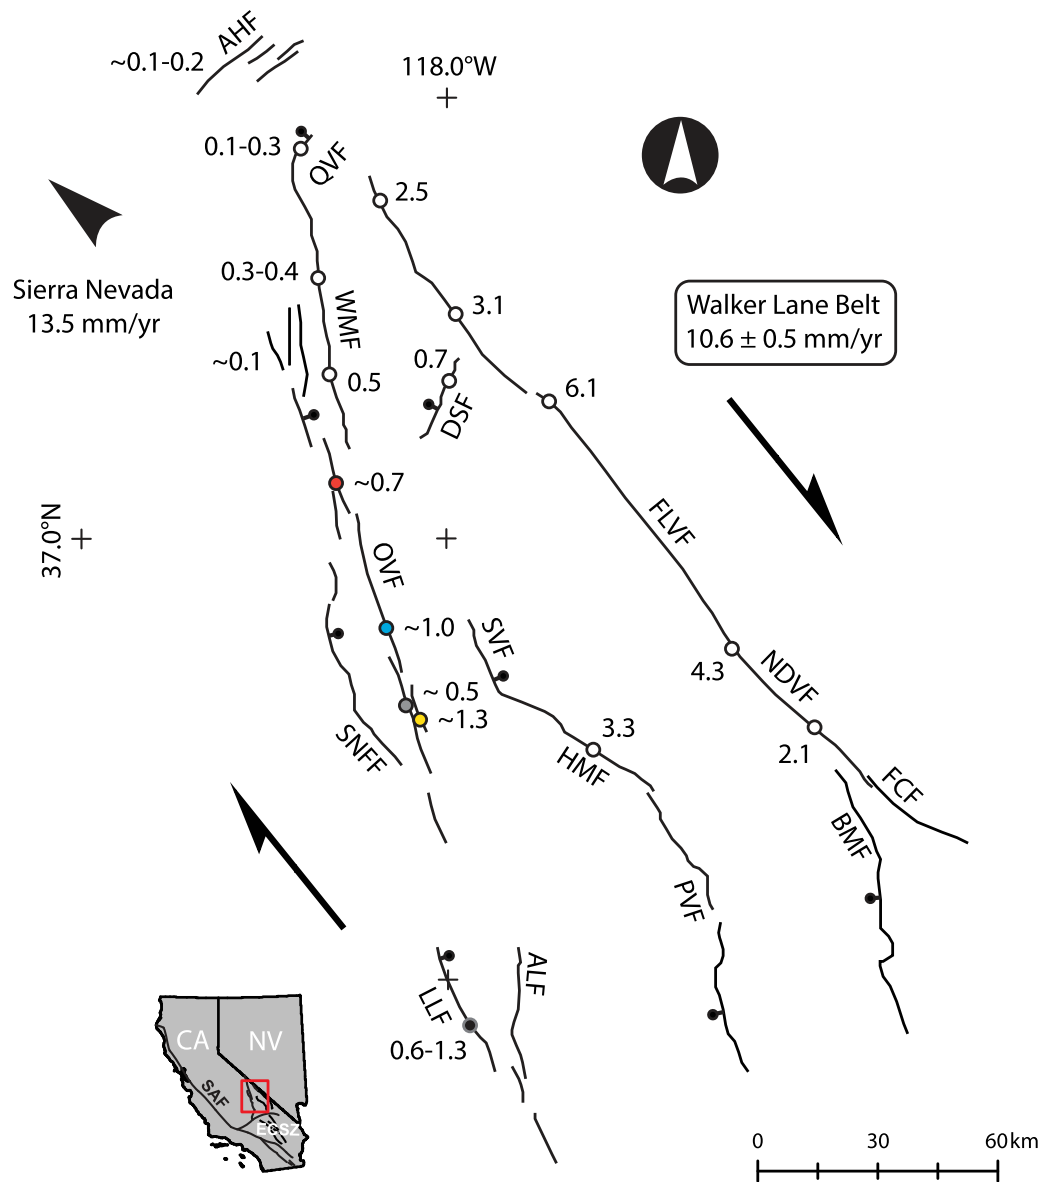 AHF
~0.1-0.2
118.0°W
0.1-0.3
QVF
2.5
0.3-0.4
Sierra Nevada
13.5 mm/yr
WMF
3.1
Walker Lane Belt
10.6 ± 0.5 mm/yr
~0.1
0.7
0.5
6.1
DSF
~0.7
37.0°N
FLVF
OVF
~1.0
SVF
4.3
NDVF
~ 0.5
~1.3
SNFF
3.3
HMF
2.1
FCF
BMF
PVF
ALF
LLF
0.6-1.3
CA
NV
SAF
ECSZ
0
30
60 km